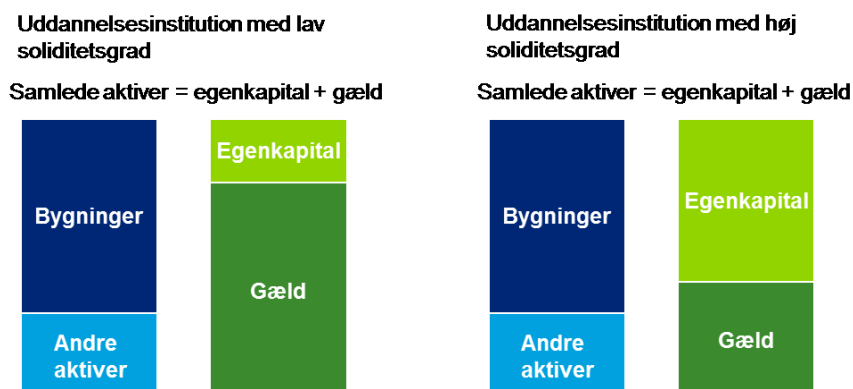 Uddannelsesinstitution med lav
soliditetsgrad
Samlede aktiver = egenkapital + gæld
Egenkapital
Bygninger
Gæld
Andre
aktiver
Uddannelsesinstitution med høj
soliditetsgrad
Samlede aktiver = egenkapital + gæld
Egenkapital
Bygninger
Gæld
Andre
aktiver